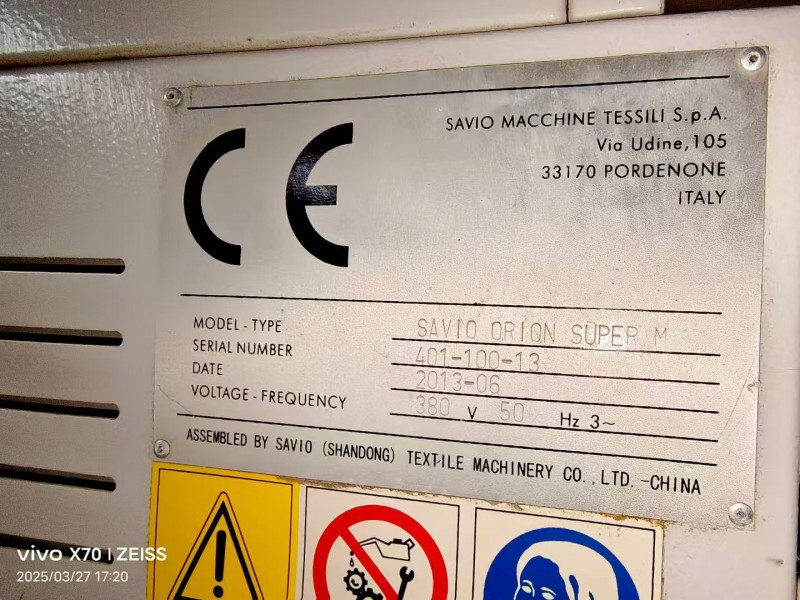 CE
SAVIO MACCHINE TESSILI S.p.A.
Via Udine,105
33170 PORDENONE
ITALY
MODEL - TYPE SAVIO ORION SUPER M
SERIAL NUMBER 401-100-13
DATE 2013-06
VOLTAGE - FREQUENCY 380 V 50 Hz 3~
ASSEMBLED BY SAVIO (SHANDONG) TEXTILE MACHINERY CO.,LTD.-CHINA
vivo X70 | ZEISS
2025/03/27 17:20